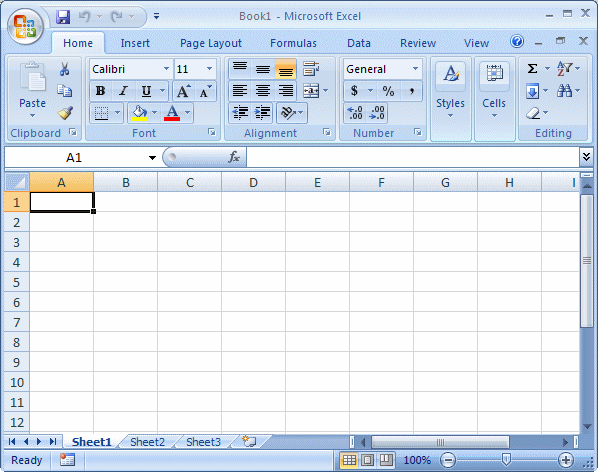 Book1 - Microsoft Excel
Home Insert Page Layout Formulas Data Review View
Calibri 11 General
Paste B I U A A $ % , Styles Cells Σ
A .00 .00
Clipboard Font Alignment Number Editing
A1 fx
A B C D E F G H I
1
2
3
4
5
6
7
8
9
10
11
12
Sheet1 Sheet2 Sheet3
Ready 100%